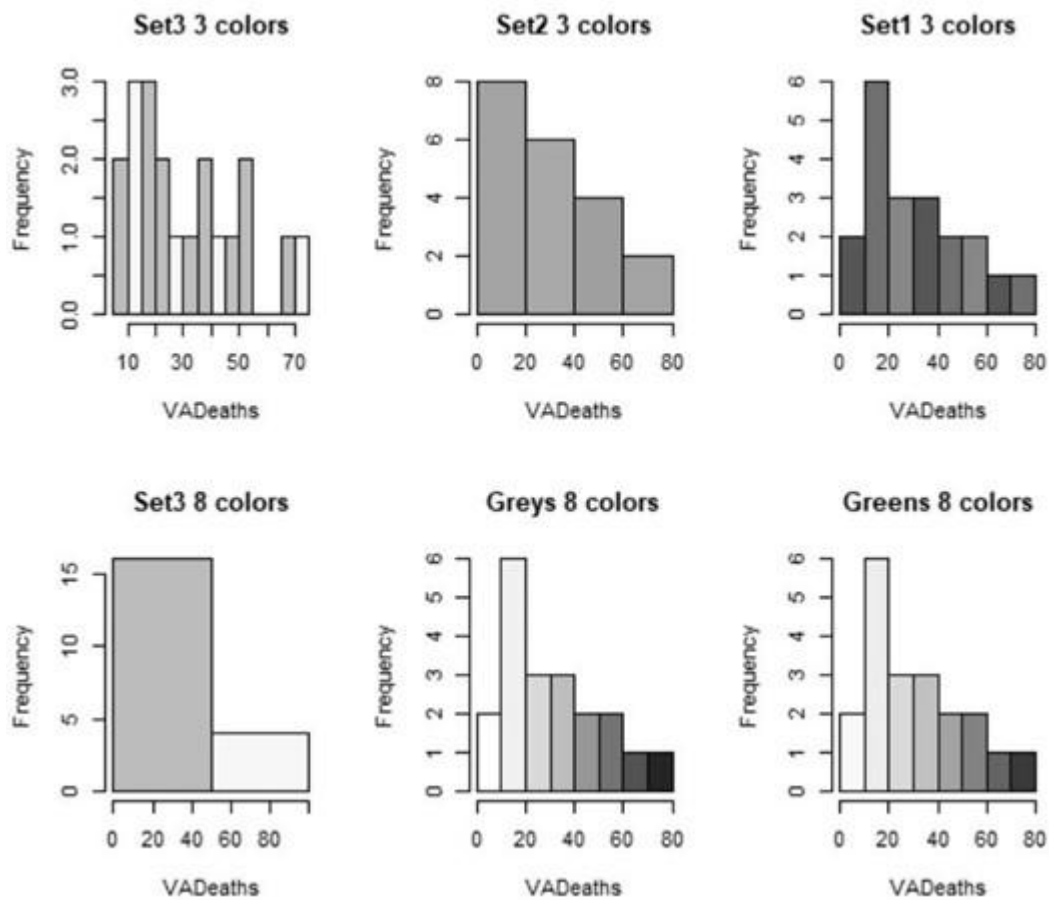 Set3 3 colors
Frequency
0.0 1.0 2.0 3.0
10 30 50 70
VADeaths
Set2 3 colors
Frequency
0 2 4 6 8
0 20 40 60 80
VADeaths
Set1 3 colors
Frequency
0 1 2 3 4 5 6
0 20 40 60 80
VADeaths
Set3 8 colors
Frequency
0 5 10 15
0 20 40 60 80
VADeaths
Greys 8 colors
Frequency
0 1 2 3 4 5 6
0 20 40 60 80
VADeaths
Greens 8 colors
Frequency
0 1 2 3 4 5 6
0 20 40 60 80
VADeaths